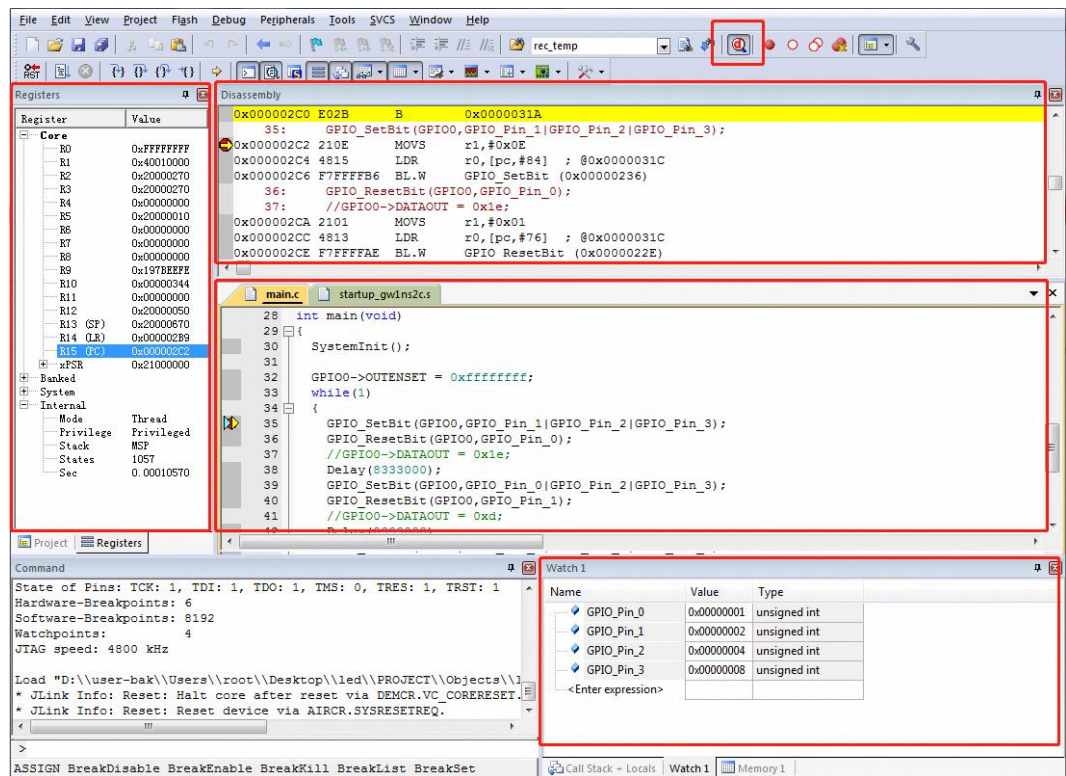 File Edit View Project Flash Debug Peripherals Tools SVCS Window Help
rec_temp
RST
Registers
Register Value
Core
R0 0xFFFFFFFF
R1 0x40010000
R2 0x20000270
R3 0x20000270
R4 0x00000000
R5 0x20000010
R6 0x00000000
R7 0x00000000
R8 0x00000000
R9 0x197BEEFE
R10 0x00000344
R11 0x00000000
R12 0x20000050
R13 (SP) 0x20000670
R14 (LR) 0x000002B9
R15 (PC) 0x000002C2
xPSR 0x21000000
Banked
System
Internal
Mode Thread
Privilege Privileged
Stack MSP
States 1057
Sec 0.00010570
Project Registers
Disassembly
0x000002C0 E02B B 0x0000031A
35: GPIO_SetBit(GPIO0,GPIO_Pin_1|GPIO_Pin_2|GPIO_Pin_3);
0x000002C2 210E MOVS r1,#0x0E
0x000002C4 4815 LDR r0,[pc,#84] ; @0x0000031C
0x000002C6 F7FFFFB6 BL.W GPIO_SetBit (0x00000236)
36: GPIO_ResetBit(GPIO0,GPIO_Pin_0);
37: //GPIO0->DATAOUT = 0x1e;
0x000002CA 2101 MOVS r1,#0x01
0x000002CC 4813 LDR r0,[pc,#76] ; @0x0000031C
0x000002CE F7FFFFAE BL.W GPIO_ResetBit (0x0000022E)
main.c startup_gw1ns2c.s
28 int main(void)
29 {
30 SystemInit();
31
32 GPIO0->OUTENSET = 0xffffffff;
33 while(1)
34 {
35 GPIO_SetBit(GPIO0,GPIO_Pin_1|GPIO_Pin_2|GPIO_Pin_3);
36 GPIO_ResetBit(GPIO0,GPIO_Pin_0);
37 //GPIO0->DATAOUT = 0x1e;
38 Delay(8333000);
39 GPIO_SetBit(GPIO0,GPIO_Pin_0|GPIO_Pin_2|GPIO_Pin_3);
40 GPIO_ResetBit(GPIO0,GPIO_Pin_1);
41 //GPIO0->DATAOUT = 0xd;
Command
State of Pins: TCK: 1, TDI: 1, TDO: 1, TMS: 0, TRES: 1, TRST: 1
Hardware-Breakpoints: 6
Software-Breakpoints: 8192
Watchpoints: 4
JTAG speed: 4800 kHz
Load "D:\\user-bak\\Users\\root\\Desktop\\led\\PROJECT\\Objects\\
* JLink Info: Reset: Halt core after reset via DEMCR.VC_CORERESET.
* JLink Info: Reset: Reset device via AIRCR.SYSRESETREQ.
>
ASSIGN BreakDisable BreakEnable BreakKill BreakList BreakSet
Watch 1
Name Value Type
GPIO_Pin_0 0x00000001 unsigned int
GPIO_Pin_1 0x00000002 unsigned int
GPIO_Pin_2 0x00000004 unsigned int
GPIO_Pin_3 0x00000008 unsigned int
<Enter expression>
Call Stack + Locals Watch 1 Memory 1